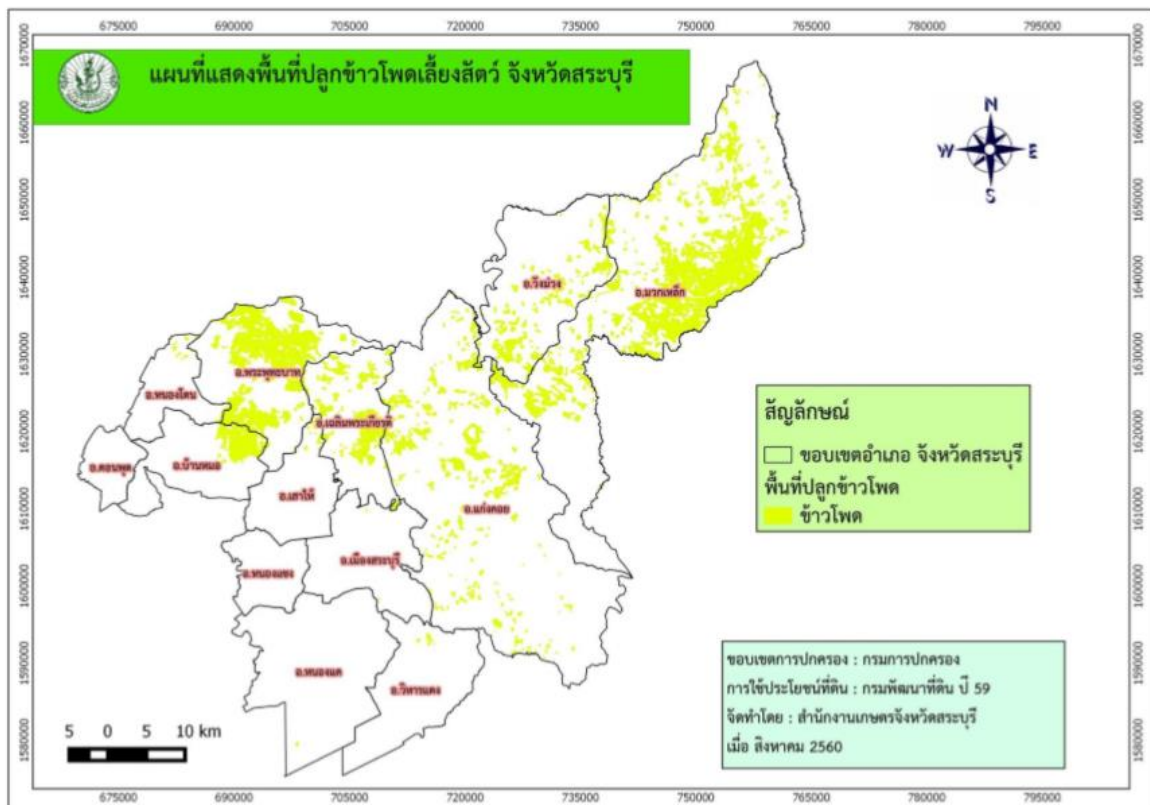 675000 690000 705000 720000 735000 750000 765000 780000 795000
แผนที่แสดงพื้นที่ปลูกข้าวโพดเลี้ยงสัตว์ จังหวัดสระบุรี
N
W E
S
1670000 1670000
1660000 1660000
1650000 1650000
1640000 1640000
1630000 1630000
1620000 1620000
1610000 1610000
1600000 1600000
1590000 1590000
1580000 1580000
อ.วังม่วง
อ.มวกเหล็ก
อ.พระพุทธบาท
อ.หนองโดน
อ.เฉลิมพระเกียรติ
อ.ดอนพุด
อ.บ้านหมอ
อ.เสาไห้
อ.แก่งคอย
อ.เมืองสระบุรี
อ.หนองแซง
อ.หนองแค
อ.วิหารแดง
สัญลักษณ์
ขอบเขตอำเภอ จังหวัดสระบุรี
พื้นที่ปลูกข้าวโพด
ข้าวโพด
ขอบเขตการปกครอง : กรมการปกครอง
การใช้ประโยชน์ที่ดิน : กรมพัฒนาที่ดิน ปี 59
จัดทำโดย : สำนักงานเกษตรจังหวัดสระบุรี
เมื่อ สิงหาคม 2560
5 0 5 10 km
675000 690000 705000 720000 735000 750000 765000 780000 795000